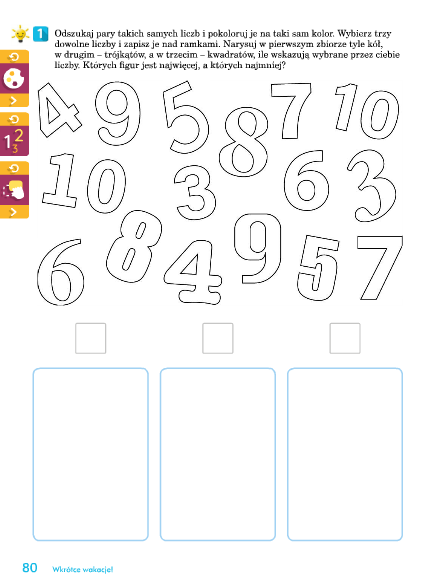 1 Odszukaj pary takich samych liczb i pokoloruj je na taki sam kolor. Wybierz trzy
dowolne liczby i zapisz je nad ramkami. Narysuj w pierwszym zbiorze tyle kół,
w drugim – trójkątów, a w trzecim – kwadratów, ile wskazują wybrane przez ciebie
liczby. Których figur jest najwięcej, a których najmniej?
1 2 3
4 9 5 8 7 10
10 3 6 3
6 8 4 9 5 7
80 Wkrótce wakacje!